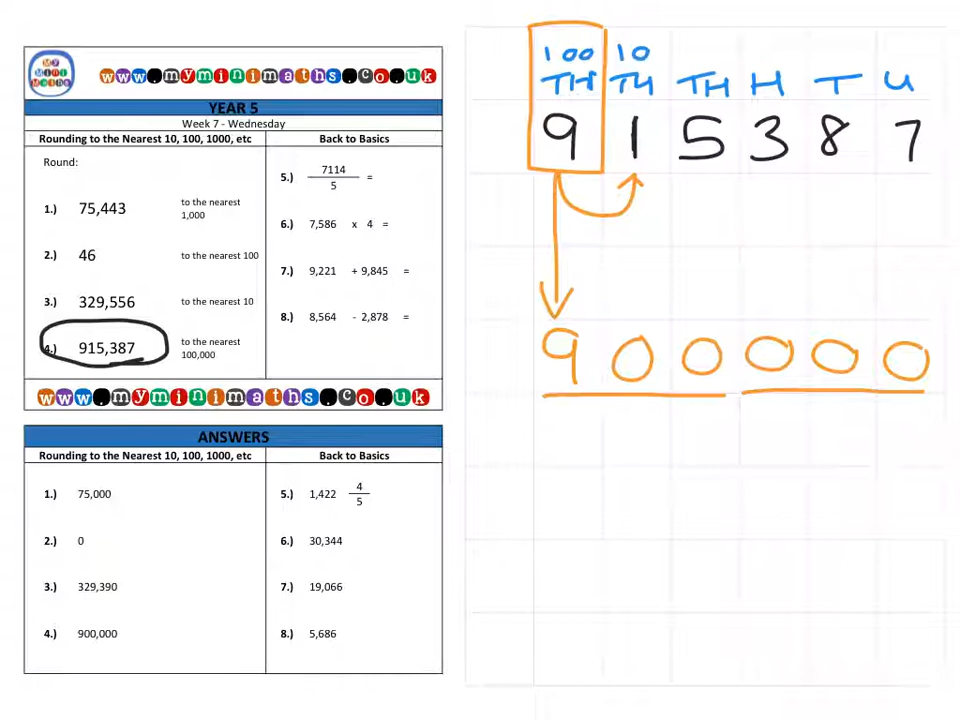 My
Mini
Maths
www.myminimaths.co.uk
YEAR 5
Week 7 - Wednesday
Rounding to the Nearest 10, 100, 1000, etc Back to Basics
Round:
1.) 75,443 to the nearest 1,000
2.) 46 to the nearest 100
3.) 329,556 to the nearest 10
4.) 915,387 to the nearest 100,000
5.) 7114
5 =
6.) 7,586 x 4 =
7.) 9,221 + 9,845 =
8.) 8,564 - 2,878 =
www.myminimaths.co.uk
ANSWERS
Rounding to the Nearest 10, 100, 1000, etc Back to Basics
1.) 75,000
2.) 0
3.) 329,390
4.) 900,000
5.) 1,422 4
5
6.) 30,344
7.) 19,066
8.) 5,686
100 10
TH TH TH H T U
9 1 5 3 8 7
9 0 0 0 0 0